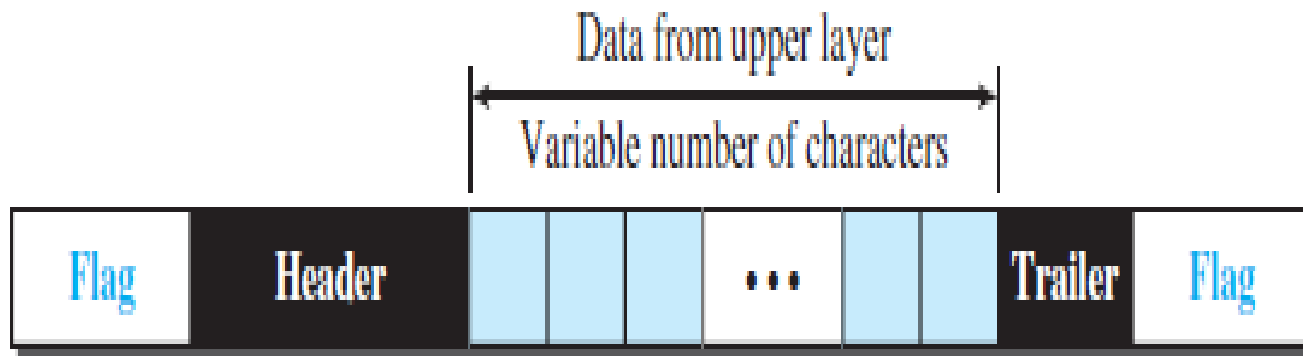 Data from upper layer
Variable number of characters
Flag Header ••• Trailer Flag